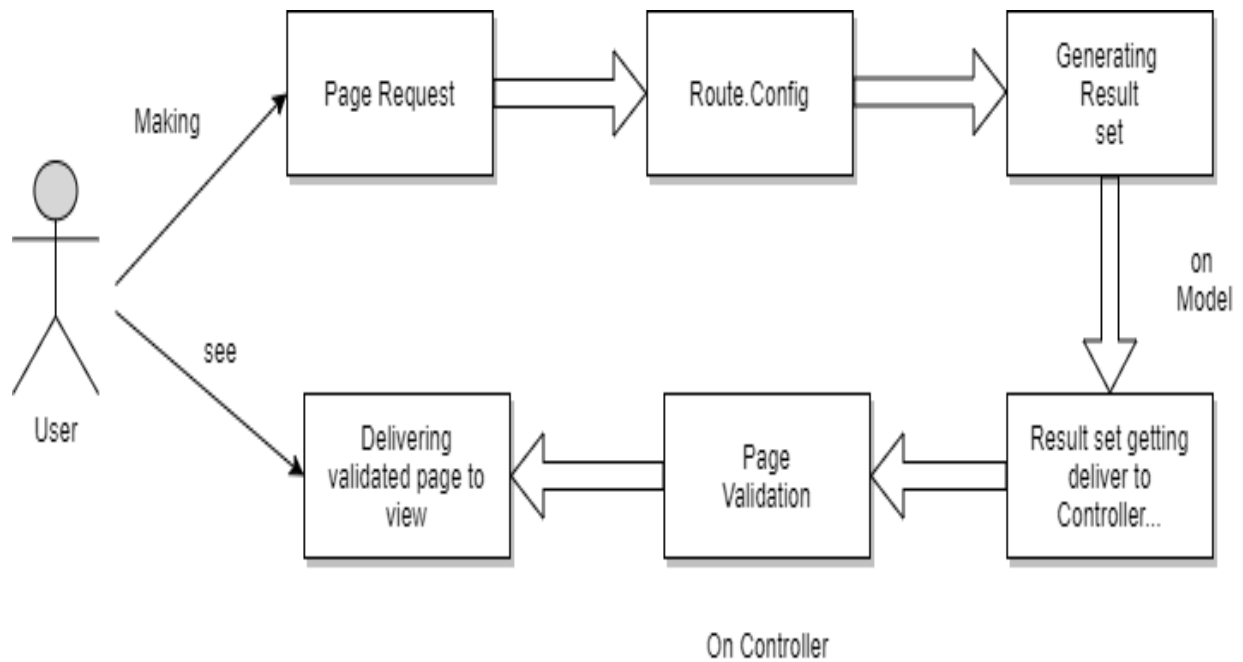 Page Request
Route.Config
Generating
Result
set
Making
on
Model
see
User
Delivering
validated page to
view
Page
Validation
Result set getting
deliver to
Controller...
On Controller